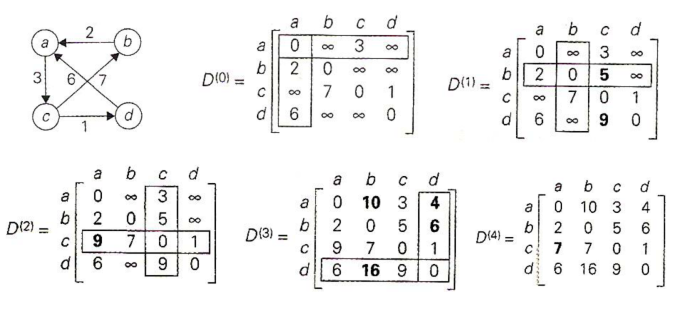 a 2 b
3 6 7
c 1 d
D(0) =
a b c d
a 0 ∞ 3 ∞
b 2 0 ∞ ∞
c ∞ 7 0 1
d 6 ∞ ∞ 0
D(1) =
a b c d
a 0 ∞ 3 ∞
b 2 0 5 ∞
c ∞ 7 0 1
d 6 ∞ 9 0
D(2) =
a b c d
a 0 ∞ 3 ∞
b 2 0 5 ∞
c 9 7 0 1
d 6 ∞ 9 0
D(3) =
a b c d
a 0 10 3 4
b 2 0 5 6
c 9 7 0 1
d 6 16 9 0
D(4) =
a b c d
a 0 10 3 4
b 2 0 5 6
c 7 7 0 1
d 6 16 9 0